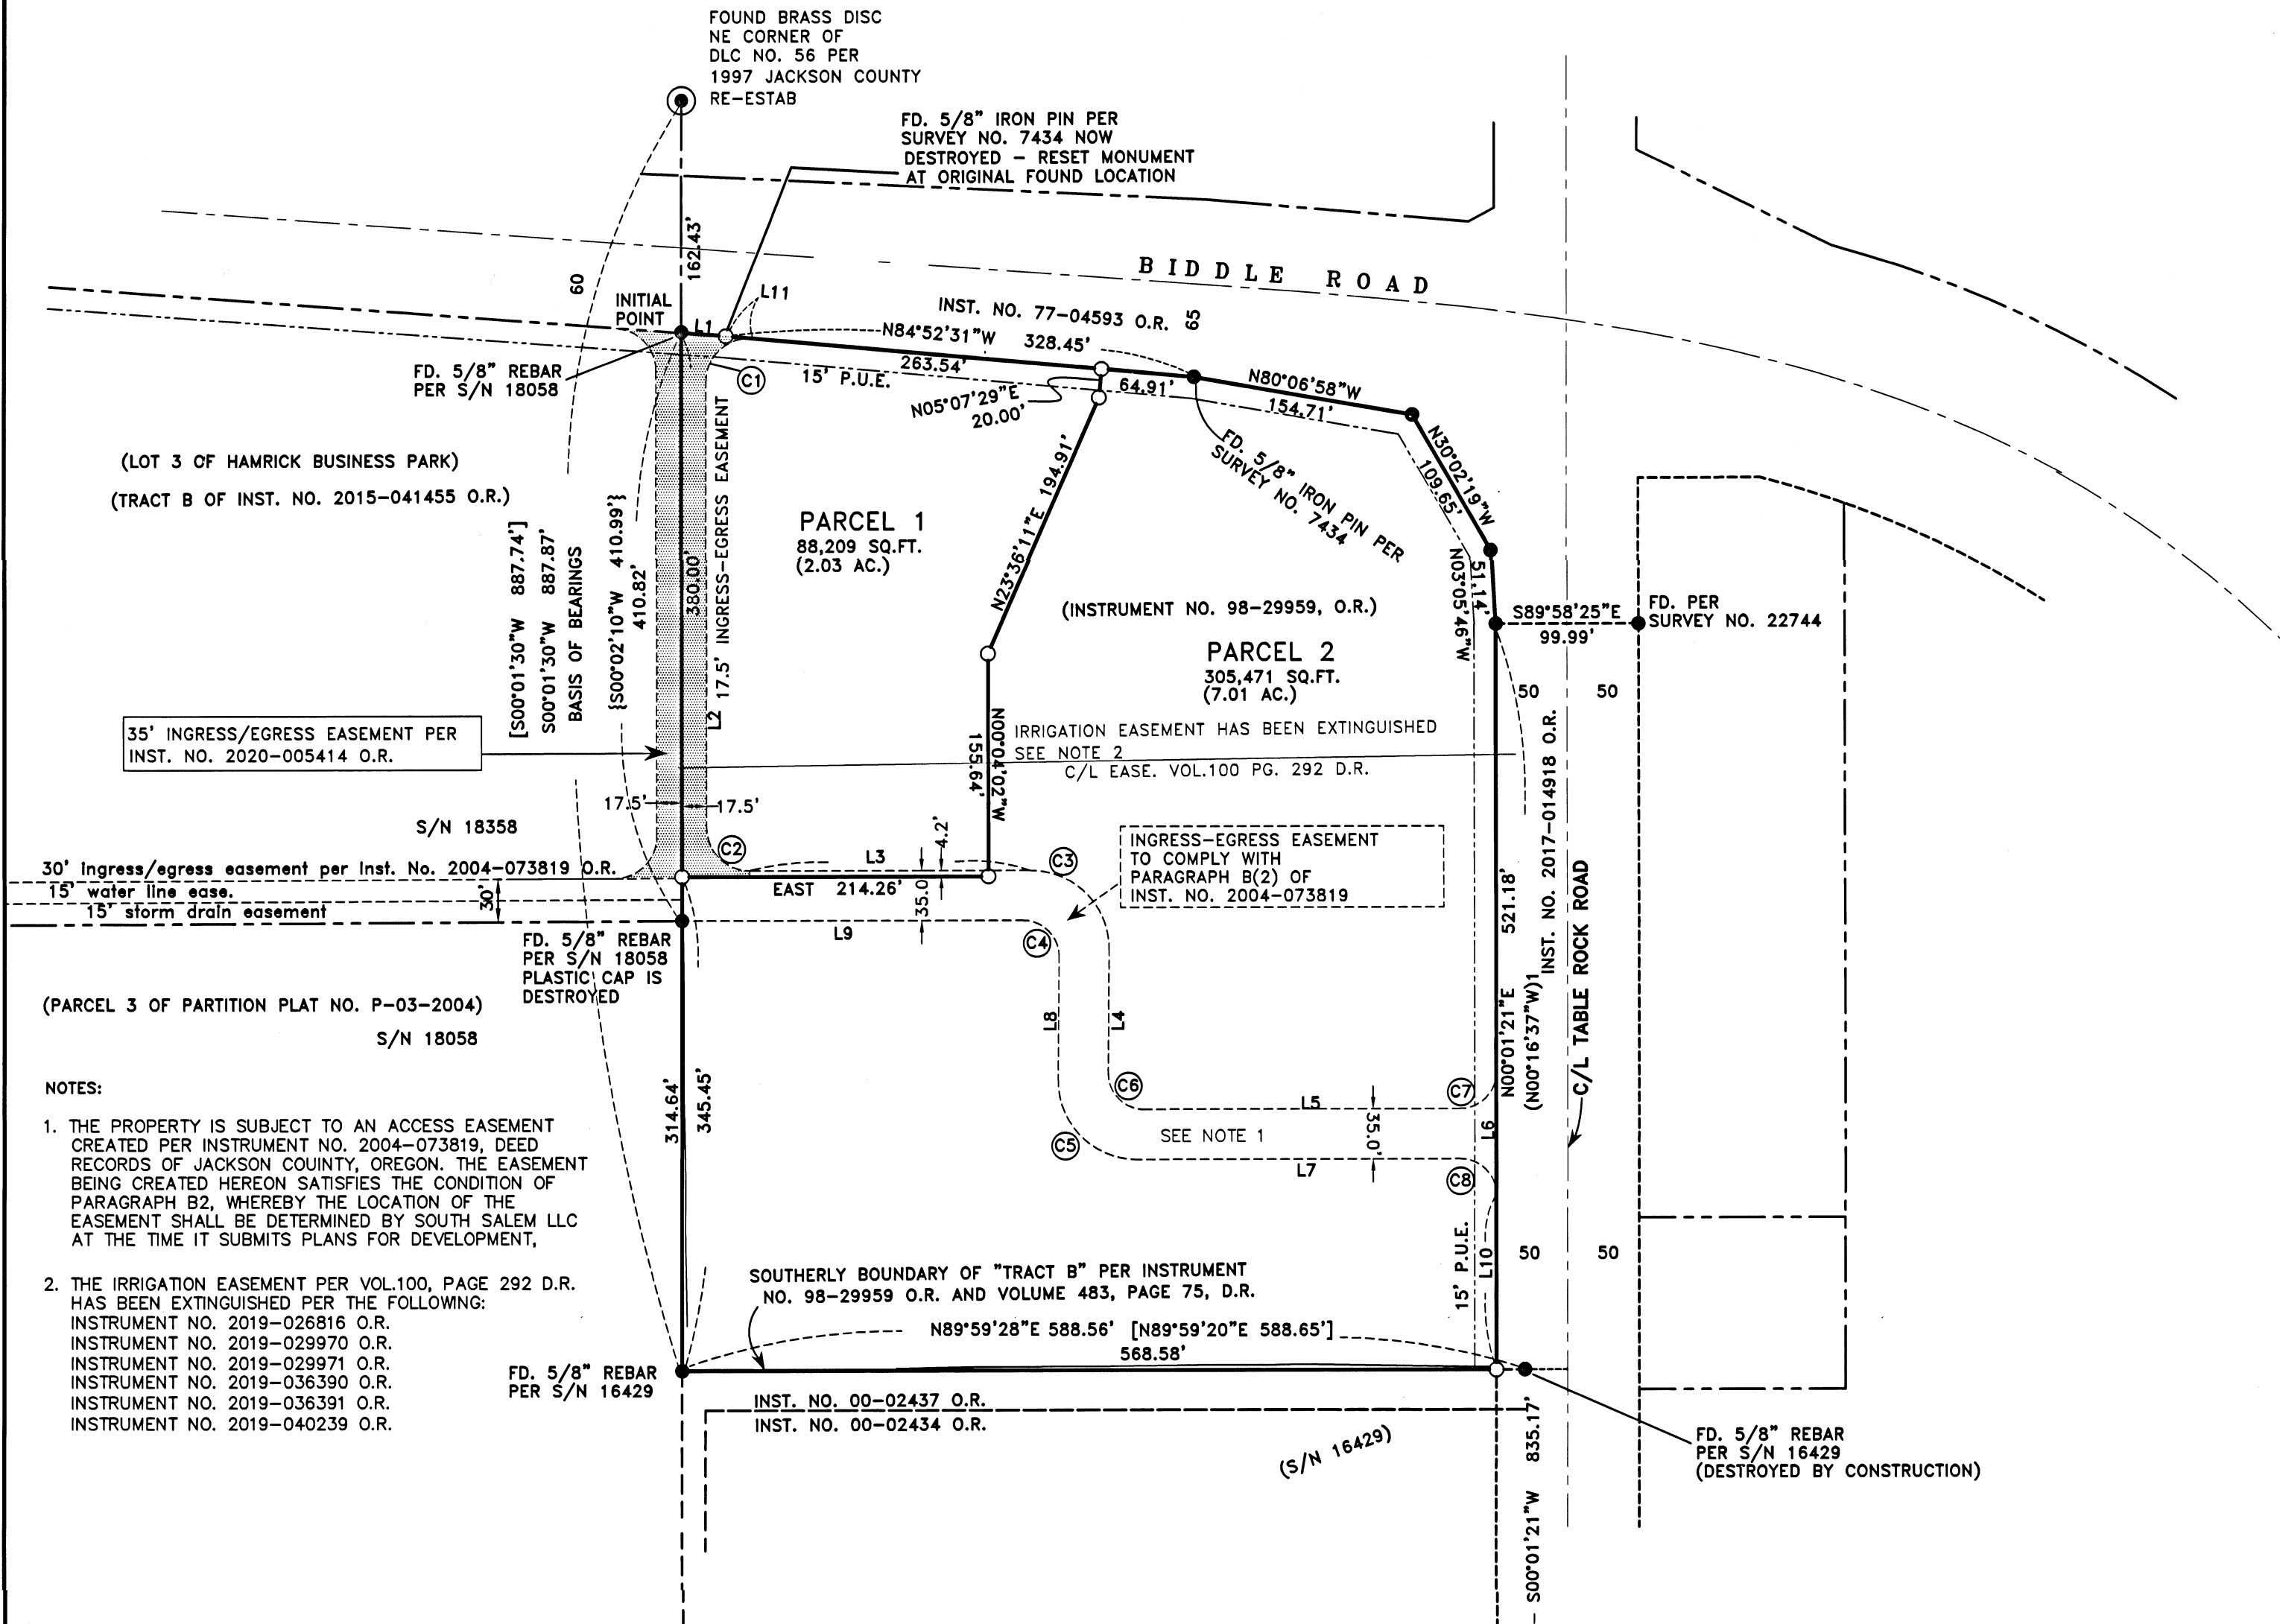 FOUND BRASS DISC
NE CORNER OF
DLC NO. 56 PER
1997 JACKSON COUNTY
RE-ESTAB
FD. 5/8" IRON PIN PER
SURVEY NO. 7434 NOW
DESTROYED - RESET MONUMENT
AT ORIGINAL FOUND LOCATION
162.43'
60
BIDDLE ROAD
INITIAL
POINT
L1
L11
INST. NO. 77-04593 O.R.
65
N84°52'31"W 328.45'
263.54'
64.91'
15' P.U.E.
C1
N05°07'29"E
20.00'
N80°06'58"W
154.71'
FD. 5/8" REBAR
PER S/N 18058
FD. 5/8" IRON PIN PER
SURVEY NO. 7434
N30°02'19"W
109.65'
(LOT 3 OF HAMRICK BUSINESS PARK)
(TRACT B OF INST. NO. 2015-041455 O.R.)
[S00°01'30"W 887.74']
S00°01'30"W 887.87'
BASIS OF BEARINGS
{S00°02'10"W 410.99'}
410.82'
380.00'
L2
17.5' INGRESS-EGRESS EASEMENT
PARCEL 1
88,209 SQ.FT.
(2.03 AC.)
N23°36'11"E 194.91'
(INSTRUMENT NO. 98-29959, O.R.)
PARCEL 2
305,471 SQ.FT.
(7.01 AC.)
51.14'
N03°05'46"W
S89°58'25"E
99.99'
FD. PER
SURVEY NO. 22744
50
50
35' INGRESS/EGRESS EASEMENT PER
INST. NO. 2020-005414 O.R.
N00°04'02"W
155.64'
IRRIGATION EASEMENT HAS BEEN EXTINGUISHED
SEE NOTE 2
C/L EASE. VOL.100 PG. 292 D.R.
17.5'
17.5'
S/N 18358
C2
L3
4.2'
C3
INGRESS-EGRESS EASEMENT
TO COMPLY WITH
PARAGRAPH B(2) OF
INST. NO. 2004-073819
30' ingress/egress easement per Inst. No. 2004-073819 O.R.
15' water line ease.
15' storm drain easement
30'
EAST 214.26'
35.0
L9
C4
521.18'
N00°01'21"E
(N00°16'37"W)1
INST. NO. 2017-014918 O.R.
C/L TABLE ROCK ROAD
FD. 5/8" REBAR
PER S/N 18058
PLASTIC CAP IS
DESTROYED
(PARCEL 3 OF PARTITION PLAT NO. P-03-2004)
S/N 18058
L8
L4
314.64'
345.45'
C6
C7
L5
C5
SEE NOTE 1
35.0'
L6
L7
C8
NOTES:
1. THE PROPERTY IS SUBJECT TO AN ACCESS EASEMENT
CREATED PER INSTRUMENT NO. 2004-073819, DEED
RECORDS OF JACKSON COUINTY, OREGON. THE EASEMENT
BEING CREATED HEREON SATISFIES THE CONDITION OF
PARAGRAPH B2, WHEREBY THE LOCATION OF THE
EASEMENT SHALL BE DETERMINED BY SOUTH SALEM LLC
AT THE TIME IT SUBMITS PLANS FOR DEVELOPMENT,
2. THE IRRIGATION EASEMENT PER VOL.100, PAGE 292 D.R.
HAS BEEN EXTINGUISHED PER THE FOLLOWING:
INSTRUMENT NO. 2019-026816 O.R.
INSTRUMENT NO. 2019-029970 O.R.
INSTRUMENT NO. 2019-029971 O.R.
INSTRUMENT NO. 2019-036390 O.R.
INSTRUMENT NO. 2019-036391 O.R.
INSTRUMENT NO. 2019-040239 O.R.
15' P.U.E.
L10
50
50
SOUTHERLY BOUNDARY OF "TRACT B" PER INSTRUMENT
NO. 98-29959 O.R. AND VOLUME 483, PAGE 75, D.R.
N89°59'28"E 588.56' [N89°59'20"E 588.65']
568.58'
FD. 5/8" REBAR
PER S/N 16429
INST. NO. 00-02437 O.R.
INST. NO. 00-02434 O.R.
(S/N 16429)
S00°01'21"W 835.17'
FD. 5/8" REBAR
PER S/N 16429
(DESTROYED BY CONSTRUCTION)